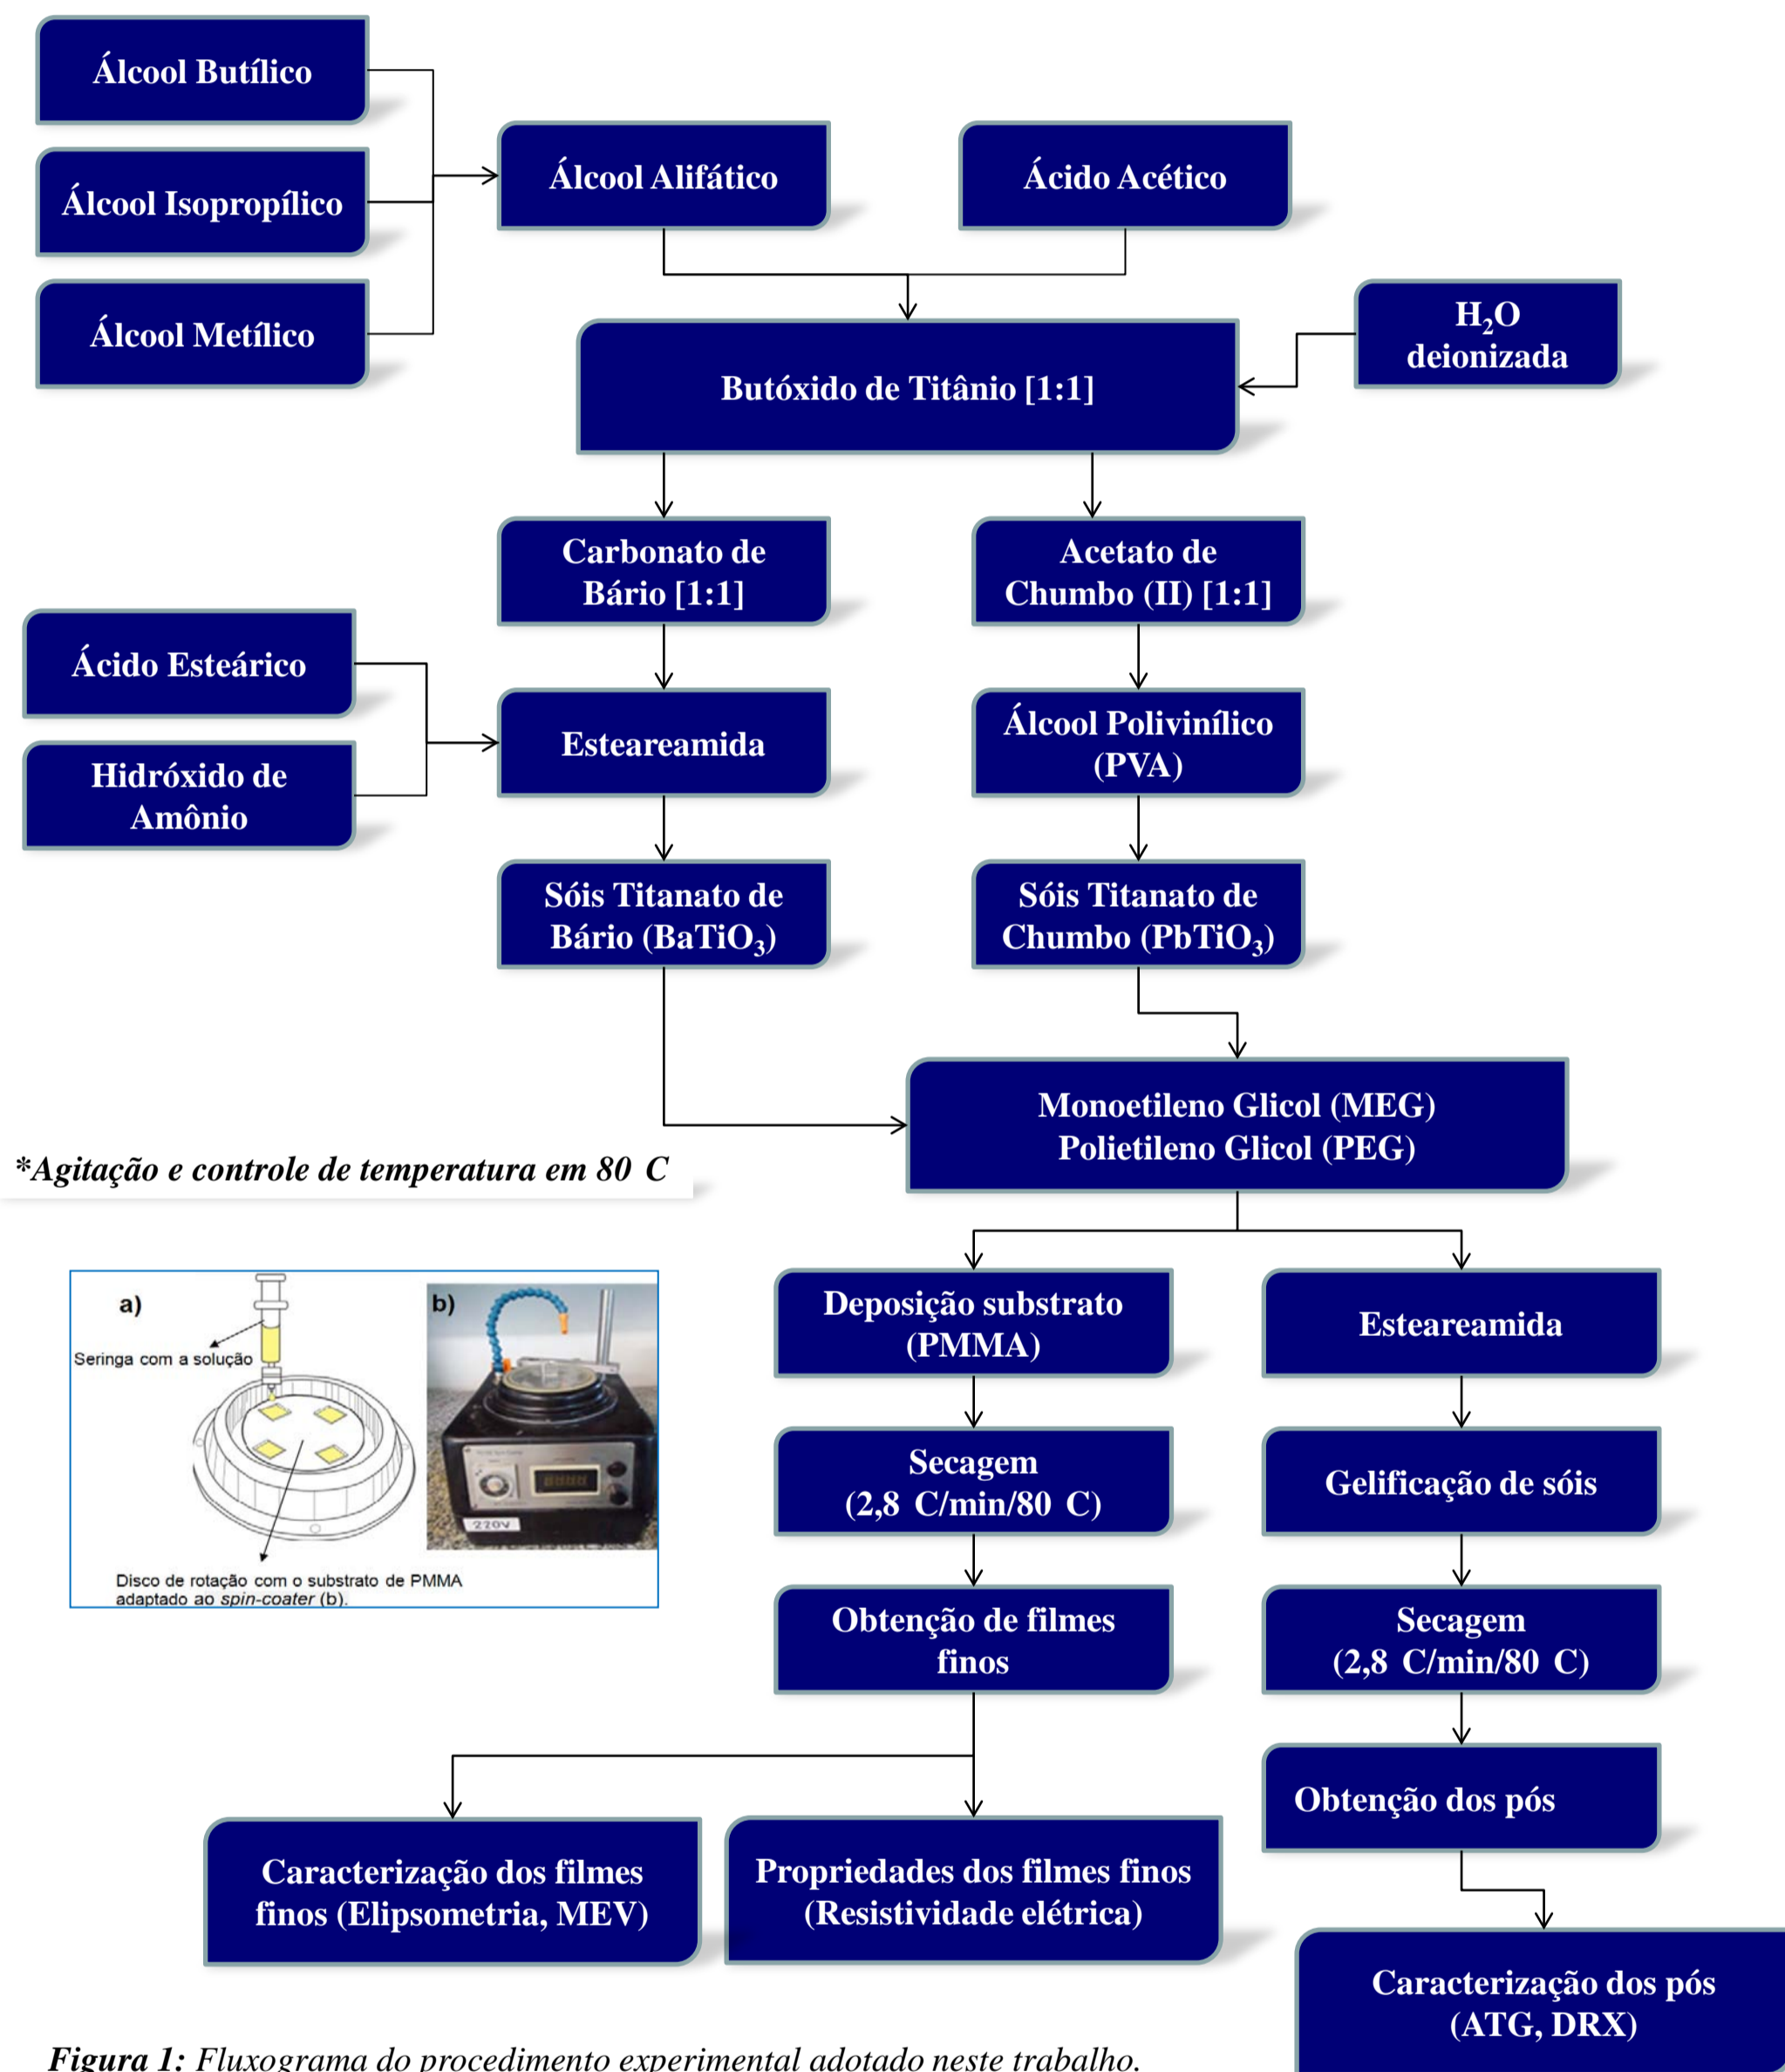 Álcool Butílico
Álcool Isopropílico
Álcool Metílico
Álcool Alifático
Ácido Acético
H₂O
deionizada
Butóxido de Titânio [1:1]
Carbonato de
Bário [1:1]
Acetato de
Chumbo (II) [1:1]
Ácido Esteárico
Hidróxido de
Amônio
Esteareamida
Álcool Polivinílico
(PVA)
Sóis Titanato de
Bário (BaTiO₃)
Sóis Titanato de
Chumbo (PbTiO₃)
Monoetileno Glicol (MEG)
Polietileno Glicol (PEG)
*Agitação e controle de temperatura em 80 C
a)
Seringa com a solução
b)
220V
Disco de rotação com o substrato de PMMA
adaptado ao spin-coater (b).
Deposição substrato
(PMMA)
Secagem
(2,8 C/min/80 C)
Obtenção de filmes
finos
Esteareamida
Gelificação de sóis
Secagem
(2,8 C/min/80 C)
Obtenção dos pós
Caracterização dos filmes
finos (Elipsometria, MEV)
Propriedades dos filmes finos
(Resistividade elétrica)
Caracterização dos pós
(ATG, DRX)
Figura 1: Fluxograma do procedimento experimental adotado neste trabalho.